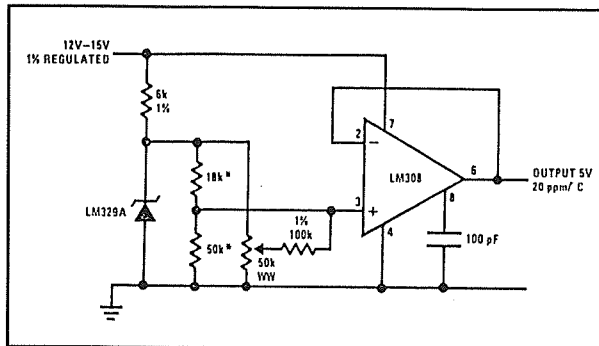 12V–15V
1% REGULATED
6k
1%
7
2
−
18k*
LM308
6
OUTPUT 5V
20 ppm/°C
LM329A
3
+
8
1%
100k
4
50k*
50k
WW
100 pF